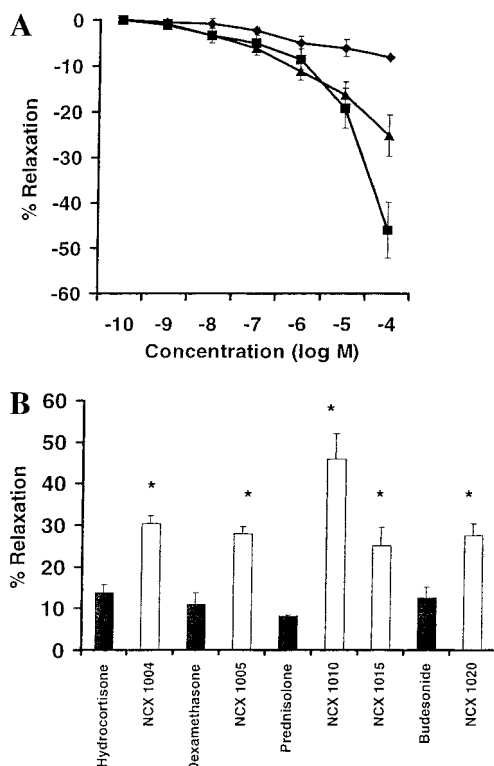 A
0
-10
-20
-30
-40
-50
-60
% Relaxation
-10 -9 -8 -7 -6 -5 -4
Concentration (log M)
B
60
50
40
30
20
10
0
% Relaxation
* * * * *
Hydrocortisone
NCX 1004
Dexamethasone
NCX 1005
Prednisolone
NCX 1010
NCX 1015
Budesonide
NCX 1020